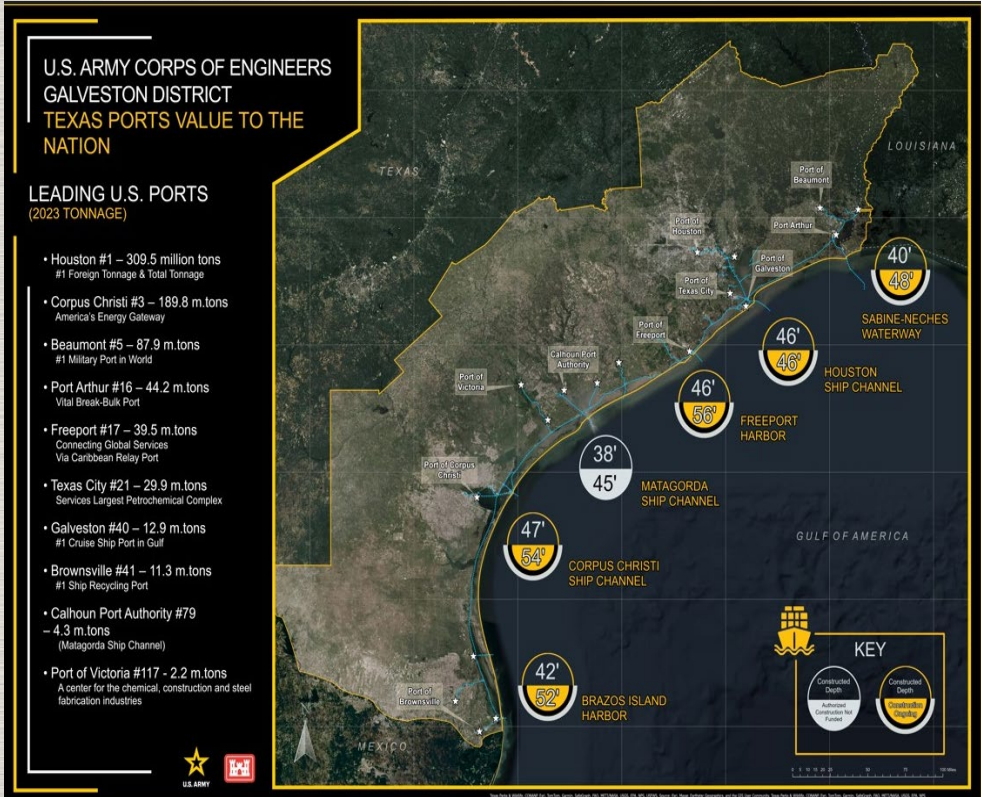 U.S. ARMY CORPS OF ENGINEERS
GALVESTON DISTRICT
TEXAS PORTS VALUE TO THE
NATION
LEADING U.S. PORTS
(2023 TONNAGE)
• Houston #1 – 309.5 million tons
#1 Foreign Tonnage & Total Tonnage
• Corpus Christi #3 – 189.8 m.tons
America's Energy Gateway
• Beaumont #5 – 87.9 m.tons
#1 Military Port in World
• Port Arthur #16 – 44.2 m.tons
Vital Break-Bulk Port
• Freeport #17 – 39.5 m.tons
Connecting Global Services
Via Caribbean Relay Port
• Texas City #21 – 29.9 m.tons
Services Largest Petrochemical Complex
• Galveston #40 – 12.9 m.tons
#1 Cruise Ship Port in Gulf
• Brownsville #41 – 11.3 m.tons
#1 Ship Recycling Port
• Calhoun Port Authority #79
– 4.3 m.tons
(Matagorda Ship Channel)
• Port of Victoria #117 - 2.2 m.tons
A center for the chemical, construction and steel
fabrication industries
U.S. ARMY
TEXAS
LOUISIANA
Port of
Beaumont
Port Arthur
Port of
Houston
Port of
Galveston
Port of
Texas City
Port of
Freeport
Calhoun Port
Authority
Port of
Victoria
Port of Corpus
Christi
Port of
Brownsville
MEXICO
GULF OF AMERICA
40'
48'
SABINE-NECHES
WATERWAY
46'
46'
HOUSTON
SHIP CHANNEL
46'
56'
FREEPORT
HARBOR
38'
45'
MATAGORDA
SHIP CHANNEL
47'
54'
CORPUS CHRISTI
SHIP CHANNEL
42'
52'
BRAZOS ISLAND
HARBOR
KEY
Constructed
Depth
Authorized
Construction Not
Funded
Constructed
Depth
Construction
Ongoing